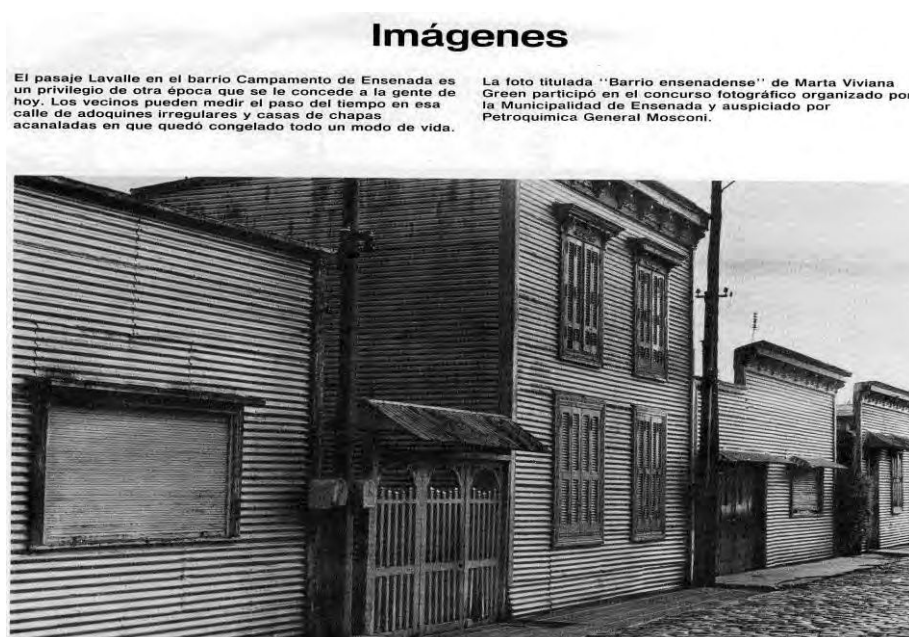 Imágenes
El pasaje Lavalle en el barrio Campamento de Ensenada es
un privilegio de otra época que se le concede a la gente de
hoy. Los vecinos pueden medir el paso del tiempo en esa
calle de adoquines irregulares y casas de chapas
acanaladas en que quedó congelado todo un modo de vida.
La foto titulada "Barrio ensenadense" de Marta Viviana
Green participó en el concurso fotográfico organizado por
la Municipalidad de Ensenada y auspiciado por
Petroquímica General Mosconi.